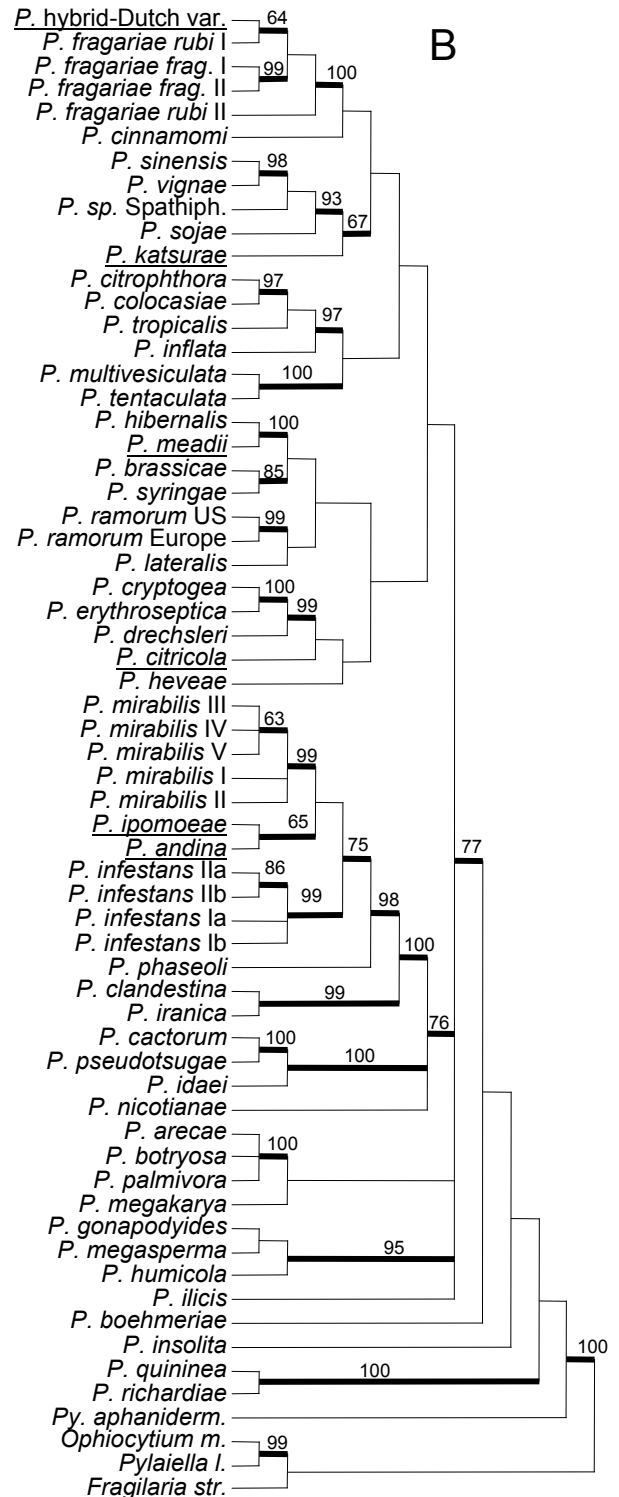 B
P. hybrid-Dutch var.
64
P. fragariae rubi I
P. fragariae frag. I
99
100
P. fragariae frag. II
P. fragariae rubi II
P. cinnamomi
P. sinensis
98
P. vignae
P. sp. Spathiph.
93
P. sojae
67
P. katsurae
P. citrophthora
97
P. colocasiae
P. tropicalis
97
P. inflata
P. multivesiculata
100
P. tentaculata
P. hibernalis
100
P. meadii
P. brassicae
85
P. syringae
P. ramorum US
99
P. ramorum Europe
P. lateralis
P. cryptogea
100
P. erythroseptica
99
P. drechsleri
P. citricola
P. heveae
P. mirabilis III
63
P. mirabilis IV
P. mirabilis V
99
P. mirabilis I
P. mirabilis II
P. ipomoeae
65
P. andina
75
77
P. infestans IIa
86
P. infestans IIb
99
98
P. infestans Ia
P. infestans Ib
100
P. phaseoli
P. clandestina
99
P. iranica
76
P. cactorum
100
P. pseudotsugae
100
P. idaei
P. nicotianae
P. arecae
100
P. botryosa
P. palmivora
P. megakarya
P. gonapodyides
P. megasperma
95
P. humicola
P. ilicis
P. boehmeriae
P. insolita
100
P. quininea
100
P. richardiae
Py. aphaniderm.
Ophiocytium m.
99
Pylaiella l.
Fragilaria str.